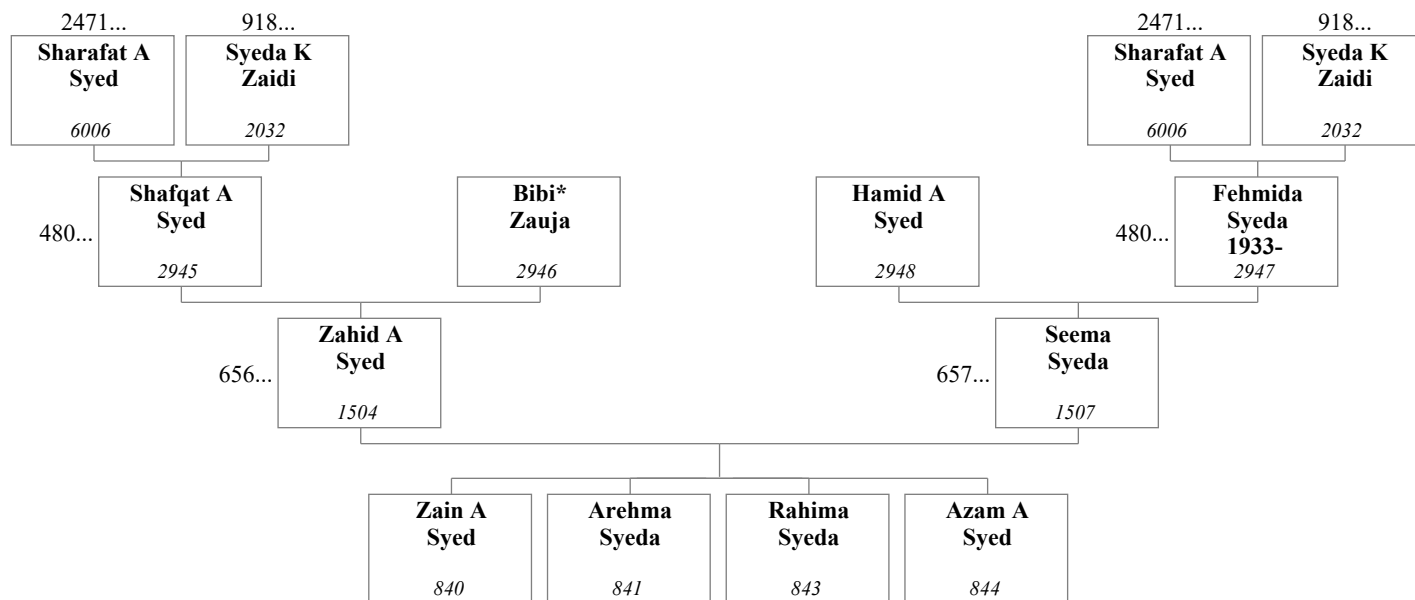 2471...
918...
2471...
918...
Sharafat A
Syed
6006
Syeda K
Zaidi
2032
Sharafat A
Syed
6006
Syeda K
Zaidi
2032
480...
Shafqat A
Syed
2945
Bibi*
Zauja
2946
Hamid A
Syed
2948
480...
Fehmida
Syeda
1933-
2947
656...
Zahid A
Syed
1504
657...
Seema
Syeda
1507
Zain A
Syed
840
Arehma
Syeda
841
Rahima
Syeda
843
Azam A
Syed
844